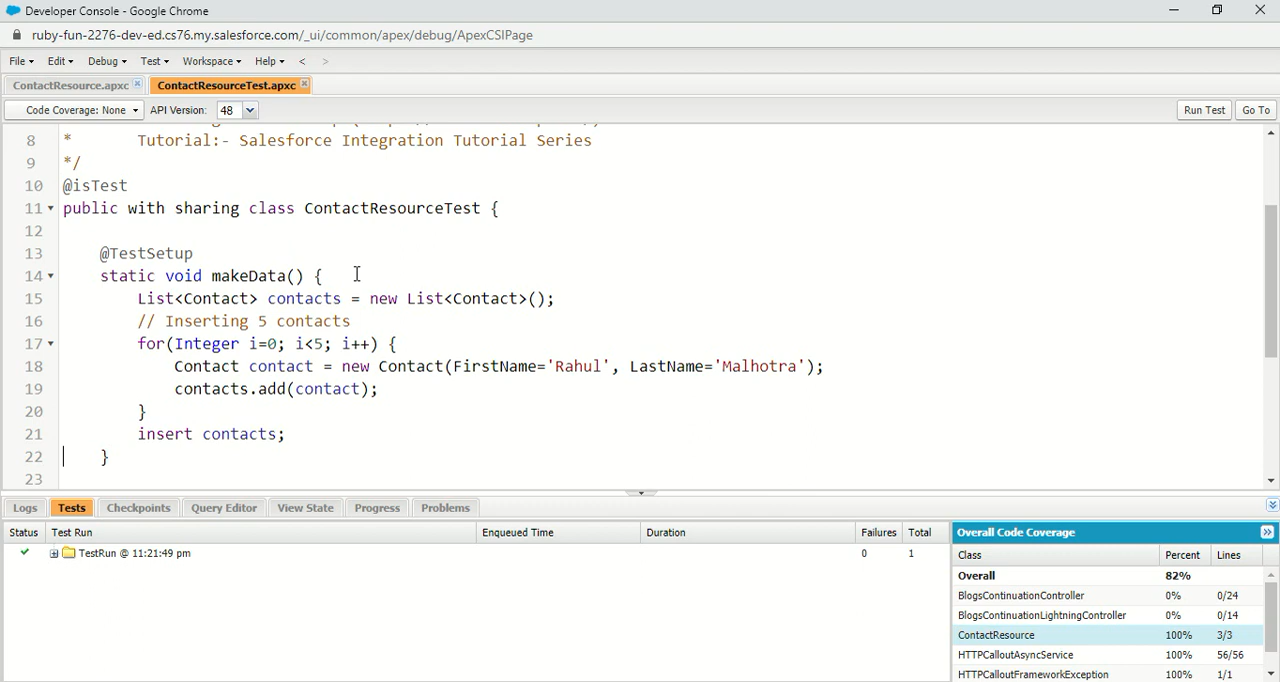 Developer Console - Google Chrome
ruby-fun-2276-dev-ed.cs76.my.salesforce.com/_ui/common/apex/debug/ApexCSIPage
File Edit Debug Test Workspace Help < >
ContactResource.apxc ContactResourceTest.apxc
Code Coverage: None API Version: 48 Run Test Go To
8 * Tutorial:- Salesforce Integration Tutorial Series
9 */
10 @isTest
11 public with sharing class ContactResourceTest {
12
13 @TestSetup
14 static void makeData() {
15 List<Contact> contacts = new List<Contact>();
16 // Inserting 5 contacts
17 for(Integer i=0; i<5; i++) {
18 Contact contact = new Contact(FirstName='Rahul', LastName='Malhotra');
19 contacts.add(contact);
20 }
21 insert contacts;
22 }
23
Logs Tests Checkpoints Query Editor View State Progress Problems
Status Test Run Enqueued Time Duration Failures Total
TestRun @ 11:21:49 pm 0 1
Overall Code Coverage
Class Percent Lines
Overall 82%
BlogsContinuationController 0% 0/24
BlogsContinuationLightningController 0% 0/14
ContactResource 100% 3/3
HTTPCalloutAsyncService 100% 56/56
HTTPCalloutFrameworkException 100% 1/1